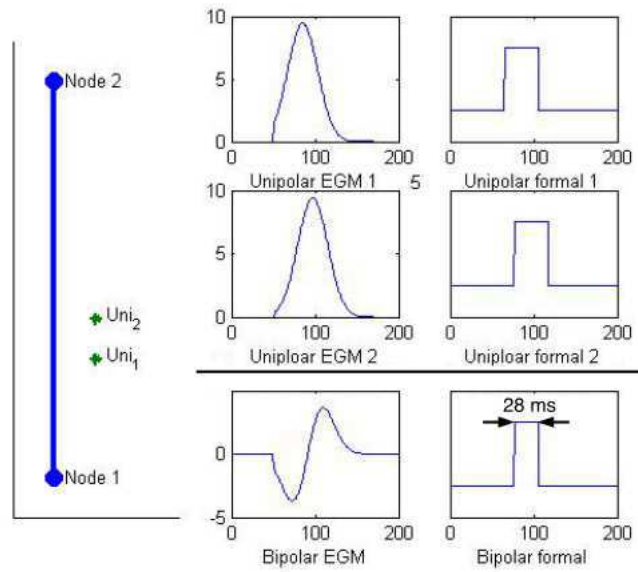 Node 2
Uni2
Uni1
Node 1
10
5
0
0 100 200
Unipolar EGM 1
5
0 100 200
Unipolar formal 1
10
5
0
0 100 200
Uniploar EGM 2
0 100 200
Uniploar formal 2
0
-5
0 100 200
Bipolar EGM
28 ms
0 100 200
Bipolar formal